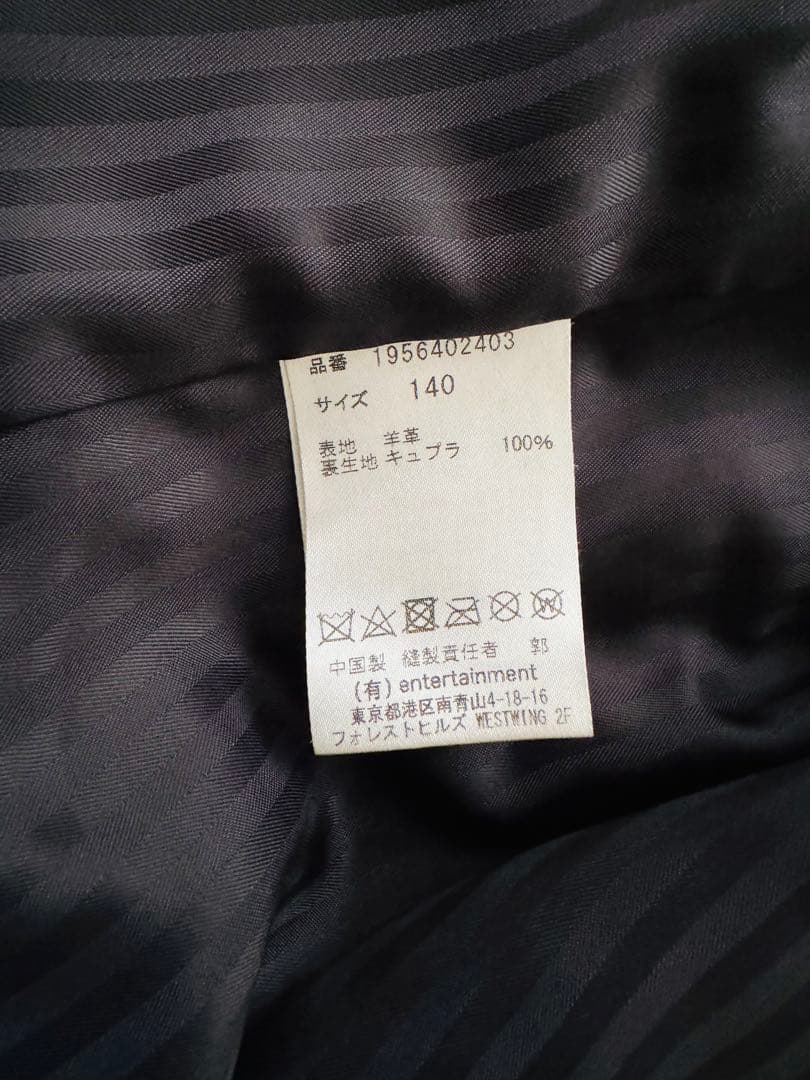 品番 1956402403
サイズ 140
表地 羊革
裏生地 キュプラ 100%
中国製 縫製責任者 郭
(有) entertainment
東京都港区南青山4-18-16
フォレストヒルズ WESTWING 2F